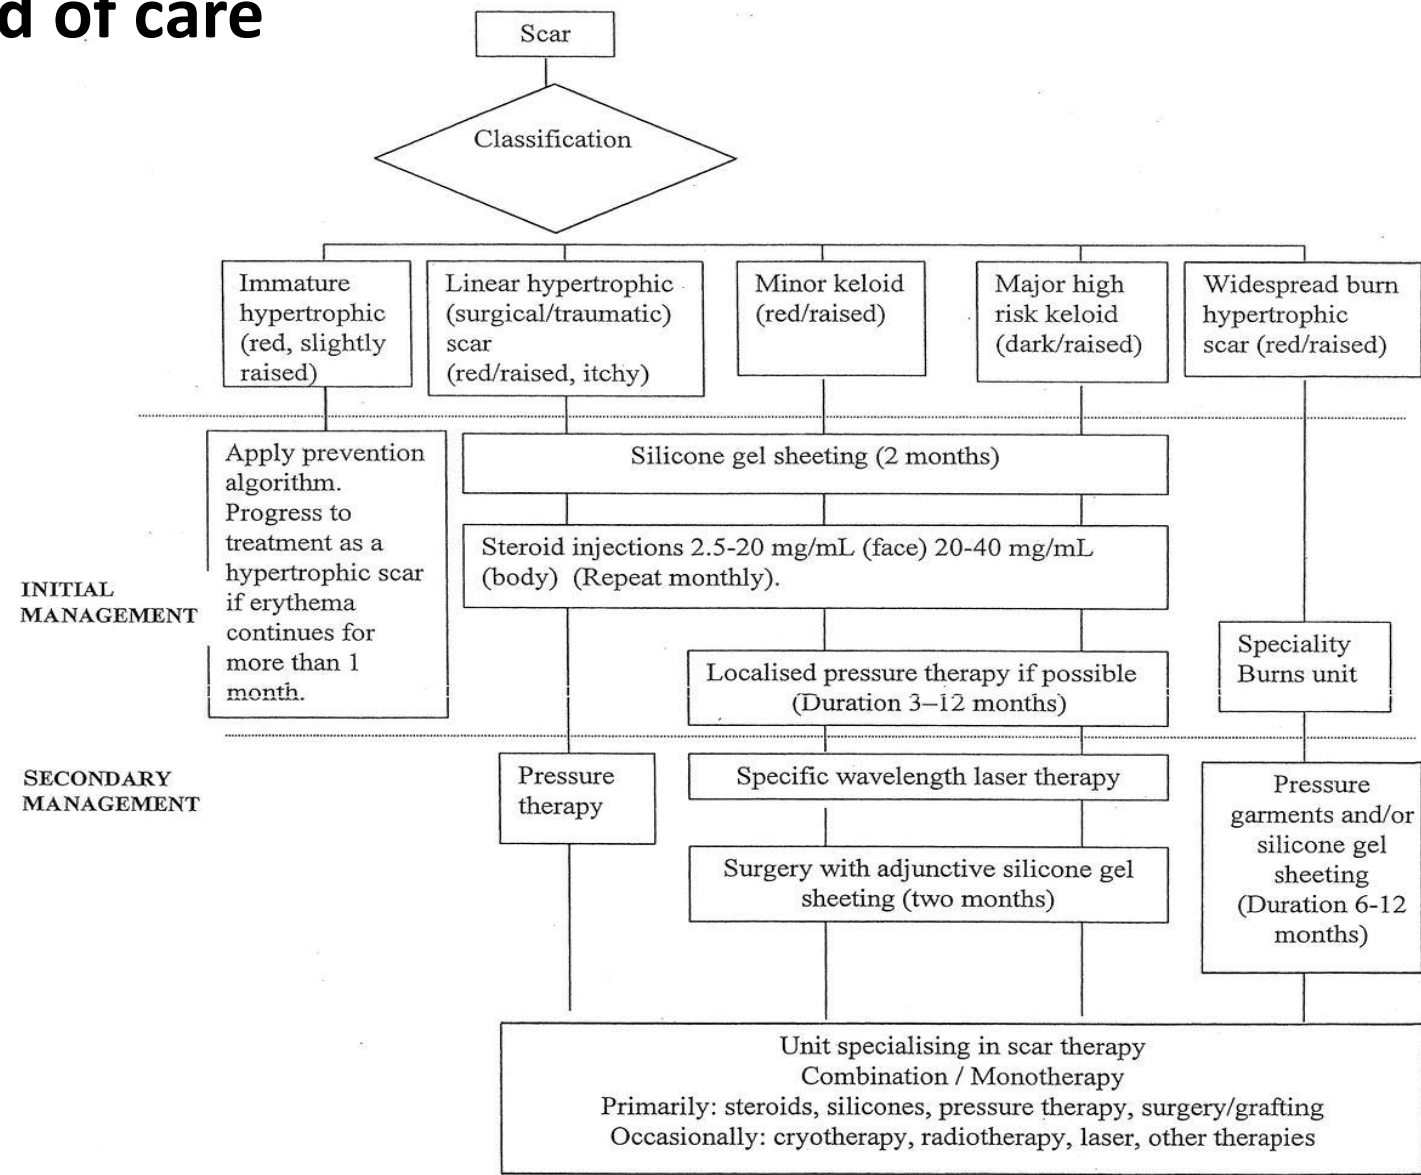 d of care
Scar
Classification
Immature
hypertrophic
(red, slightly
raised)
Linear hypertrophic
(surgical/traumatic)
scar
(red/raised, itchy)
Minor keloid
(red/raised)
Major high
risk keloid
(dark/raised)
Widespread burn
hypertrophic
scar (red/raised)
INITIAL
MANAGEMENT
Apply prevention
algorithm.
Progress to
treatment as a
hypertrophic scar
if erythema
continues for
more than 1
month.
Silicone gel sheeting (2 months)
Steroid injections 2.5-20 mg/mL (face) 20-40 mg/mL
(body) (Repeat monthly).
Localised pressure therapy if possible
(Duration 3–12 months)
Speciality
Burns unit
SECONDARY
MANAGEMENT
Pressure
therapy
Specific wavelength laser therapy
Surgery with adjunctive silicone gel
sheeting (two months)
Pressure
garments and/or
silicone gel
sheeting
(Duration 6-12
months)
Unit specialising in scar therapy
Combination / Monotherapy
Primarily: steroids, silicones, pressure therapy, surgery/grafting
Occasionally: cryotherapy, radiotherapy, laser, other therapies